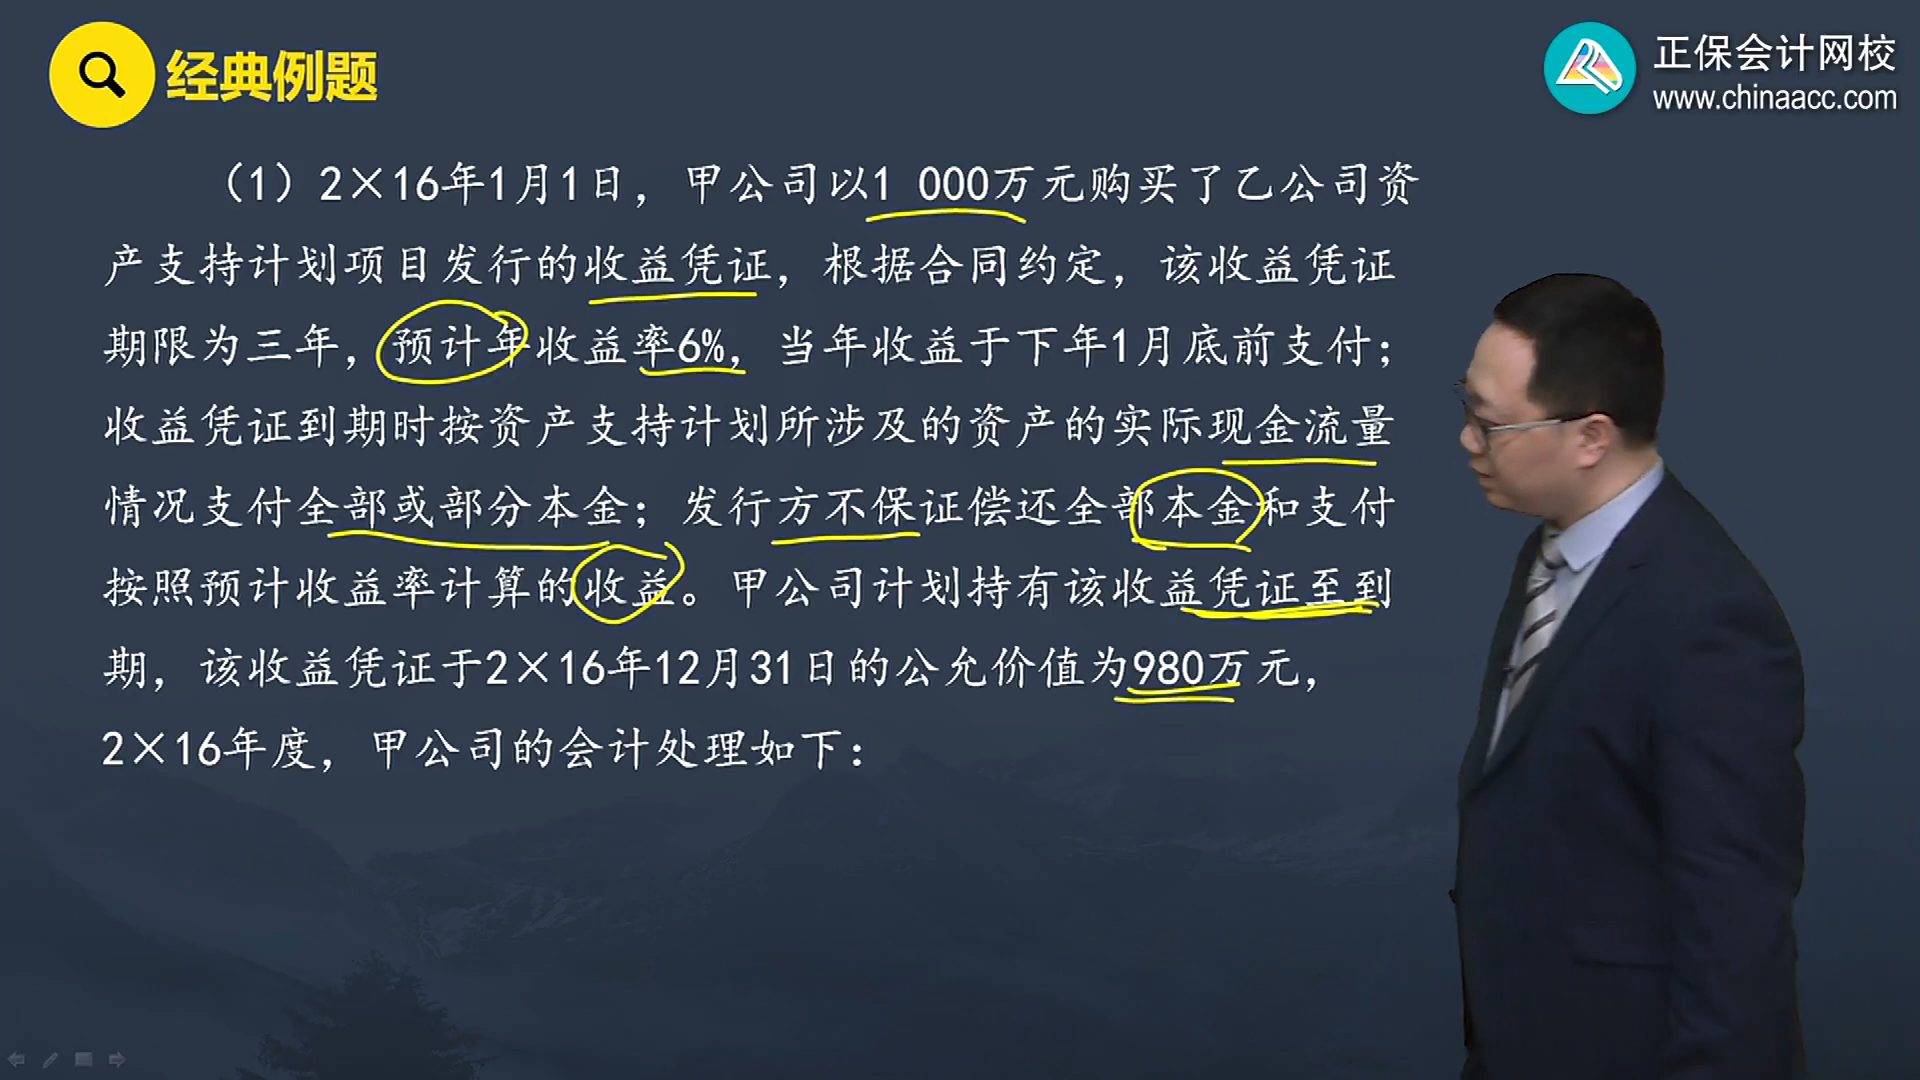 经典例题
正保会计网校
www.chinaacc.com
（1）2×16年1月1日，甲公司以1 000万元购买了乙公司资
产支持计划项目发行的收益凭证，根据合同约定，该收益凭证
期限为三年，预计年收益率6%，当年收益于下年1月底前支付；
收益凭证到期时按资产支持计划所涉及的资产的实际现金流量
情况支付全部或部分本金；发行方不保证偿还全部本金和支付
按照预计收益率计算的收益。甲公司计划持有该收益凭证至到
期，该收益凭证于2×16年12月31日的公允价值为980万元，
2×16年度，甲公司的会计处理如下：